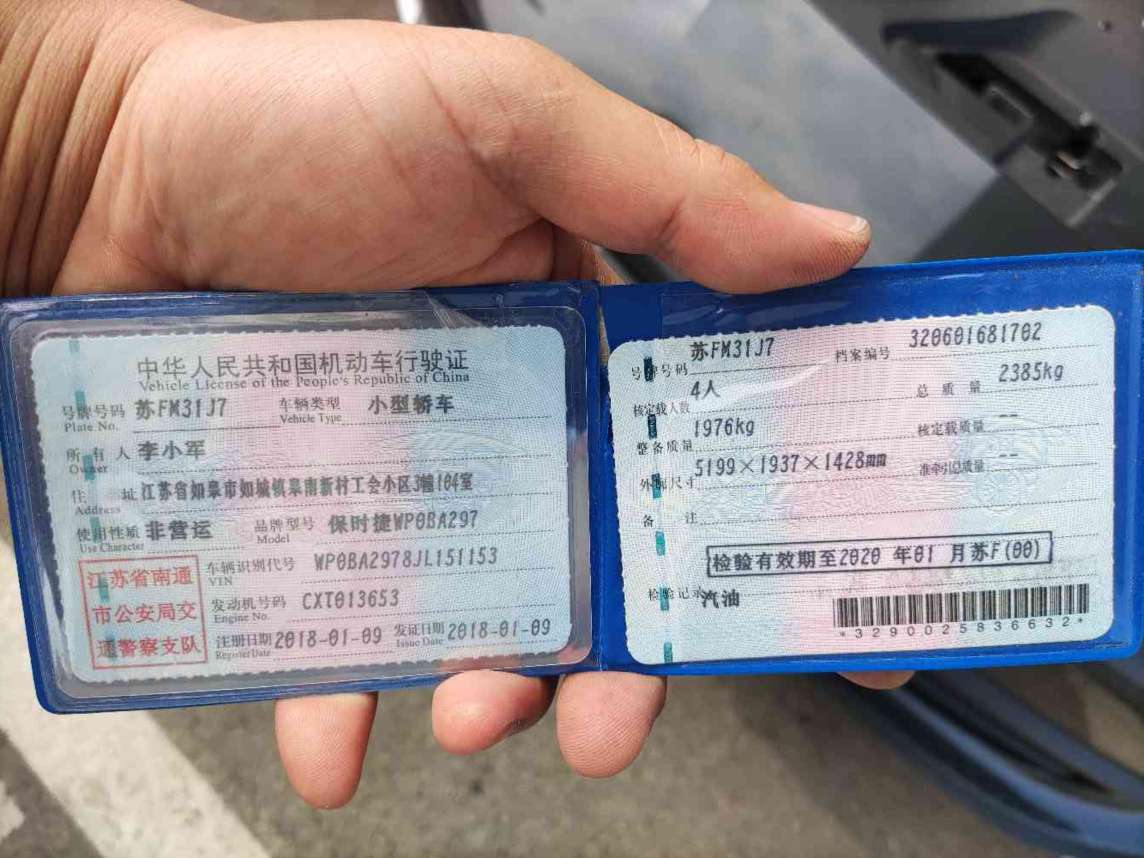 中华人民共和国机动车行驶证
Vehicle License of the People's Republic of China
号牌号码 苏FM31J7 车辆类型 小型轿车
Plate No. Vehicle Type
所有人 李小军
Owner
住 址 江苏省如皋市如城镇皋南新村工会小区3幢104室
使用性质 非营运 品牌型号 保时捷WP0BA297
Use Character Model
江苏省南通
市公安局交
通警察支队
车辆识别代号 WP0BA2978JL151153
VIN
发动机号码 CXT013653
Engine No.
注册日期 2018-01-09 发证日期 2018-01-09
Register Date Issue Date
号牌号码 苏FM31J7 档案编号 320601681702
核定载人数 4人 总质量 2385kg
整备质量 1976kg 核定载质量 --
外廓尺寸 5199×1937×1428mm 准牵引总质量 --
备 注
检验有效期至2020 年01 月苏F(00)
检验记录 汽油
*3290025836632*